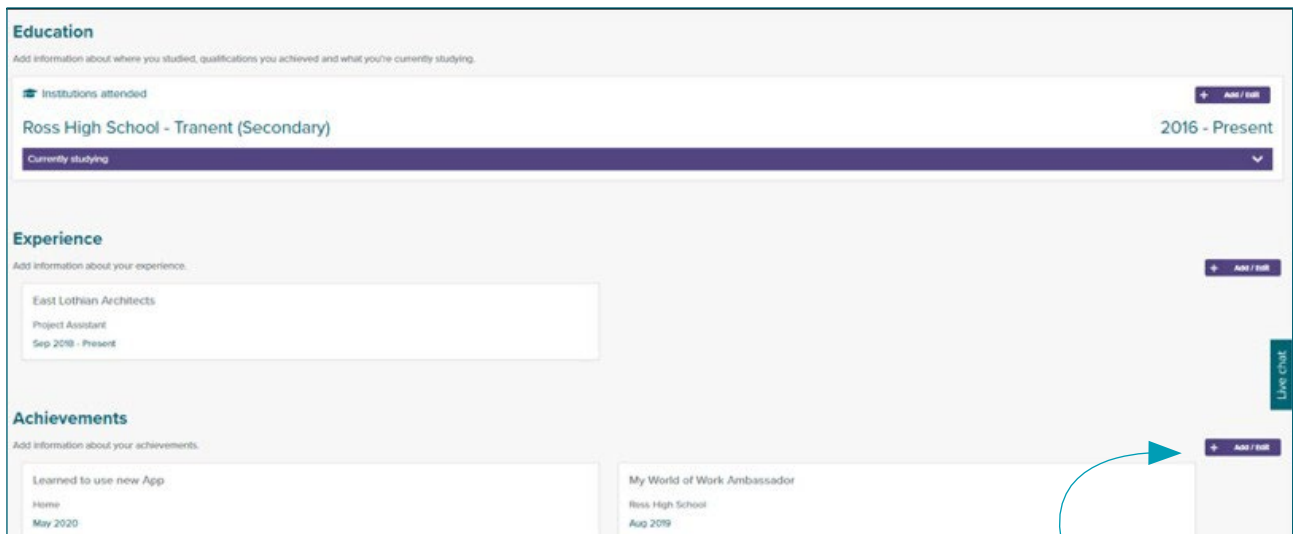 Education
Add information about where you studied, qualifications you achieved and what you're currently studying.
Institutions attended
+ Add / Edit
Ross High School - Tranent (Secondary)
2016 - Present
Currently studying
Experience
Add information about your experience.
+ Add / Edit
East Lothian Architects
Project Assistant
Sep 2018 - Present
Live chat
Achievements
Add information about your achievements.
+ Add / Edit
Learned to use new App
Home
May 2020
My World of Work Ambassador
Ross High School
Aug 2019